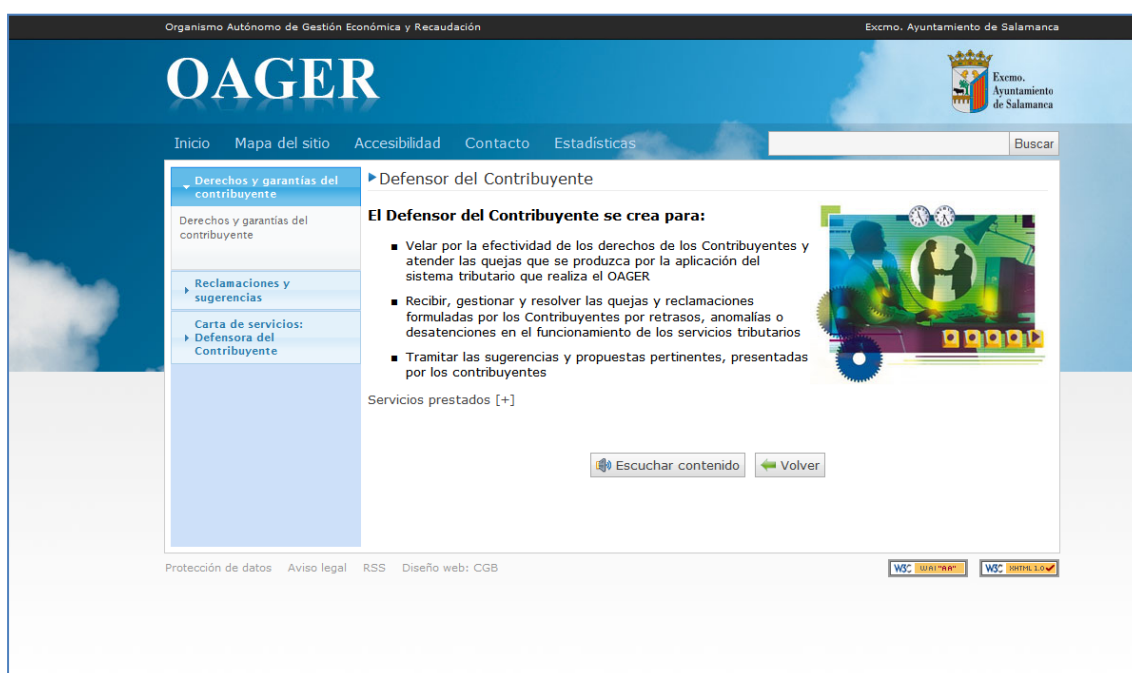 Organismo Autónomo de Gestión Económica y Recaudación
Excmo. Ayuntamiento de Salamanca
OAGER
Excmo.
Ayuntamiento
de Salamanca
Inicio Mapa del sitio Accesibilidad Contacto Estadísticas
Buscar
Derechos y garantías del
contribuyente
Derechos y garantías del
contribuyente
Reclamaciones y
sugerencias
Carta de servicios:
Defensora del
Contribuyente
Defensor del Contribuyente
El Defensor del Contribuyente se crea para:
Velar por la efectividad de los derechos de los Contribuyentes y
atender las quejas que se produzca por la aplicación del
sistema tributario que realiza el OAGER
Recibir, gestionar y resolver las quejas y reclamaciones
formuladas por los Contribuyentes por retrasos, anomalías o
desatenciones en el funcionamiento de los servicios tributarios
Tramitar las sugerencias y propuestas pertinentes, presentadas
por los contribuyentes
Servicios prestados [+]
Escuchar contenido
Volver
Protección de datos Aviso legal RSS Diseño web: CGB
W3C WAI"AA"
W3C XHTML 1.0